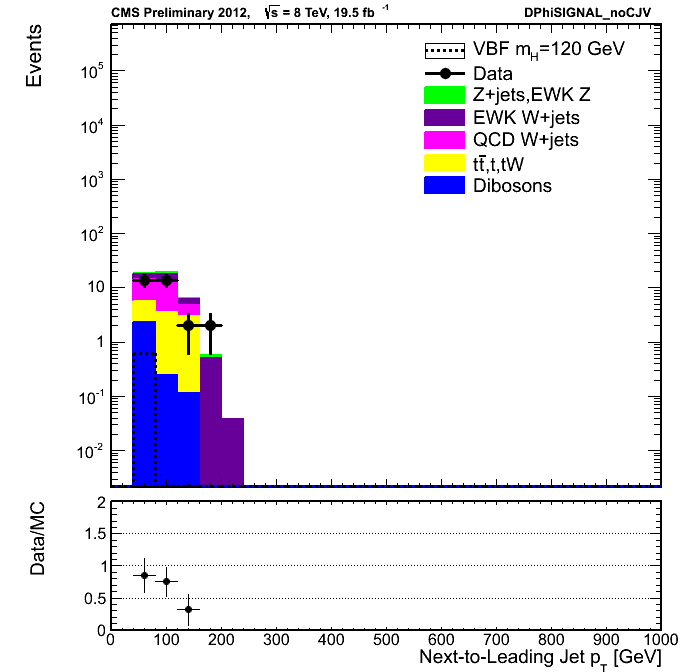 CMS Preliminary 2012, √s = 8 TeV, 19.5 fb⁻¹ DPhiSIGNAL_noCJV
Events
10⁵
10⁴
10³
10²
10
1
10⁻¹
10⁻²
VBF m_H=120 GeV
Data
Z+jets,EWK Z
EWK W+jets
QCD W+jets
tt̄,t,tW
Dibosons
Data/MC
2
1.5
1
0.5
0
0 100 200 300 400 500 600 700 800 900 1000
Next-to-Leading Jet p_T [GeV]